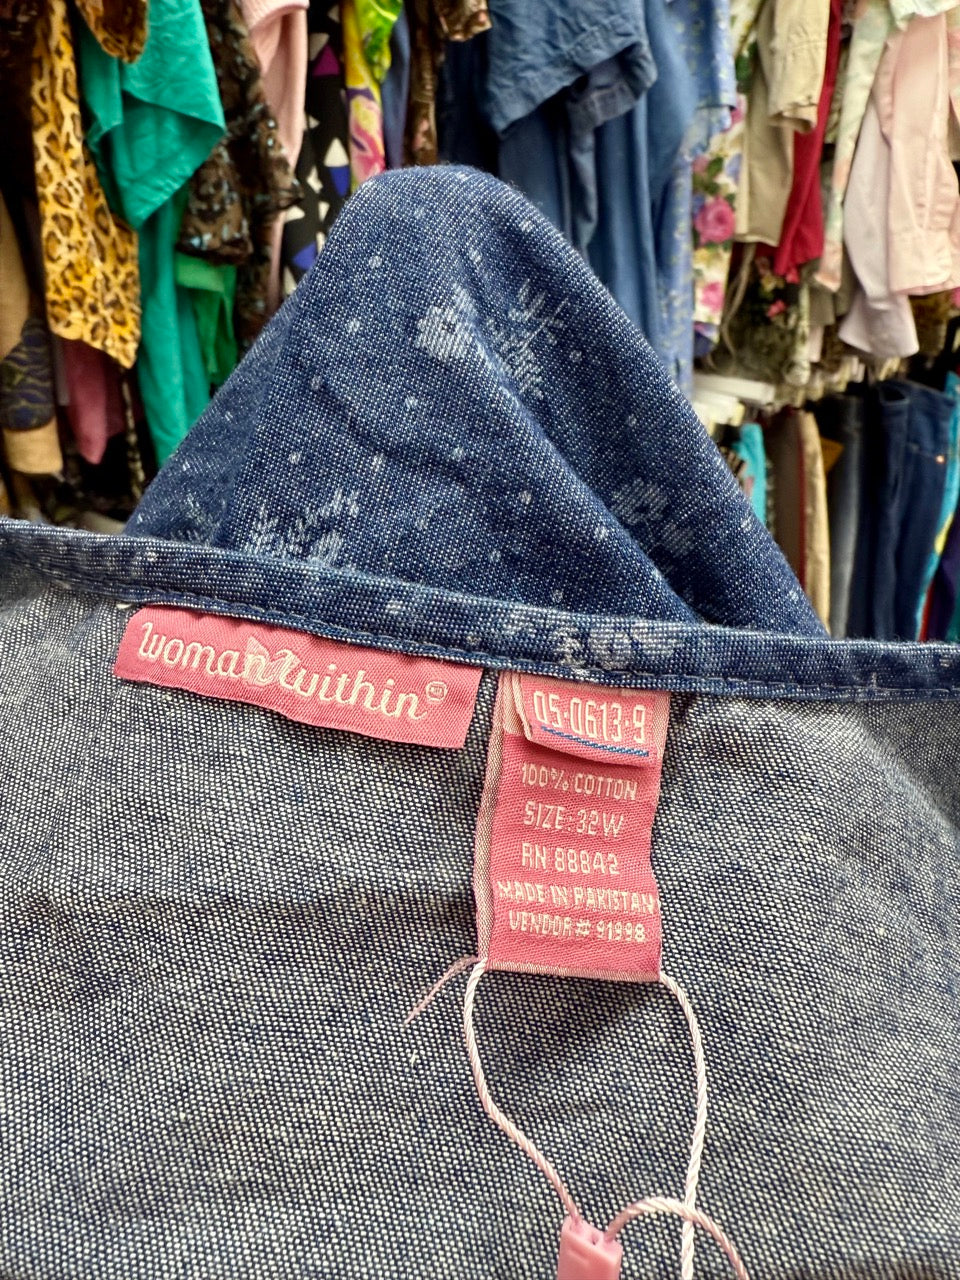 woman within
05-0613-9
100% COTTON
SIZE: 32W
RN 88842
MADE IN PAKISTAN
VENDOR # 91998